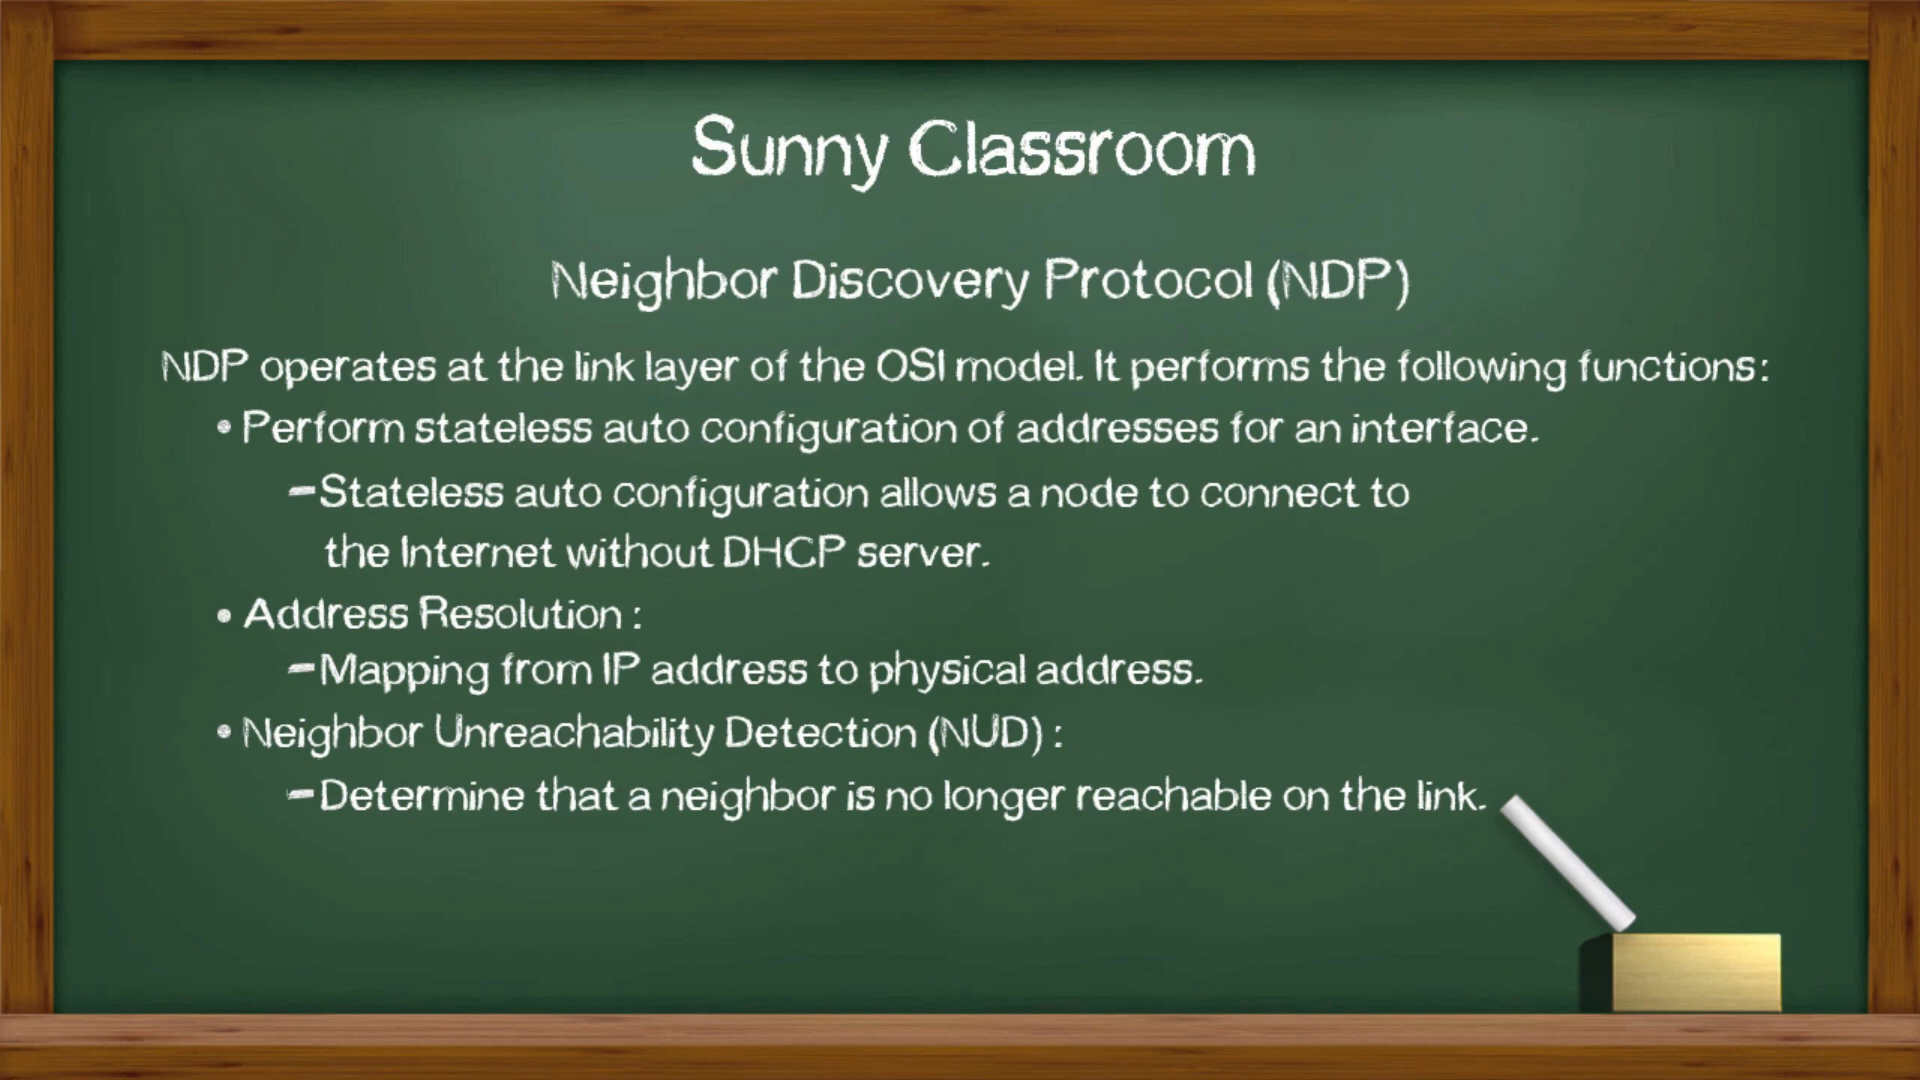 Sunny Classroom
Neighbor Discovery Protocol (NDP)
NDP operates at the link layer of the OSI model. It performs the following functions:
• Perform stateless auto configuration of addresses for an interface.
–Stateless auto configuration allows a node to connect to
the Internet without DHCP server.
• Address Resolution :
–Mapping from IP address to physical address.
• Neighbor Unreachability Detection (NUD) :
–Determine that a neighbor is no longer reachable on the link.